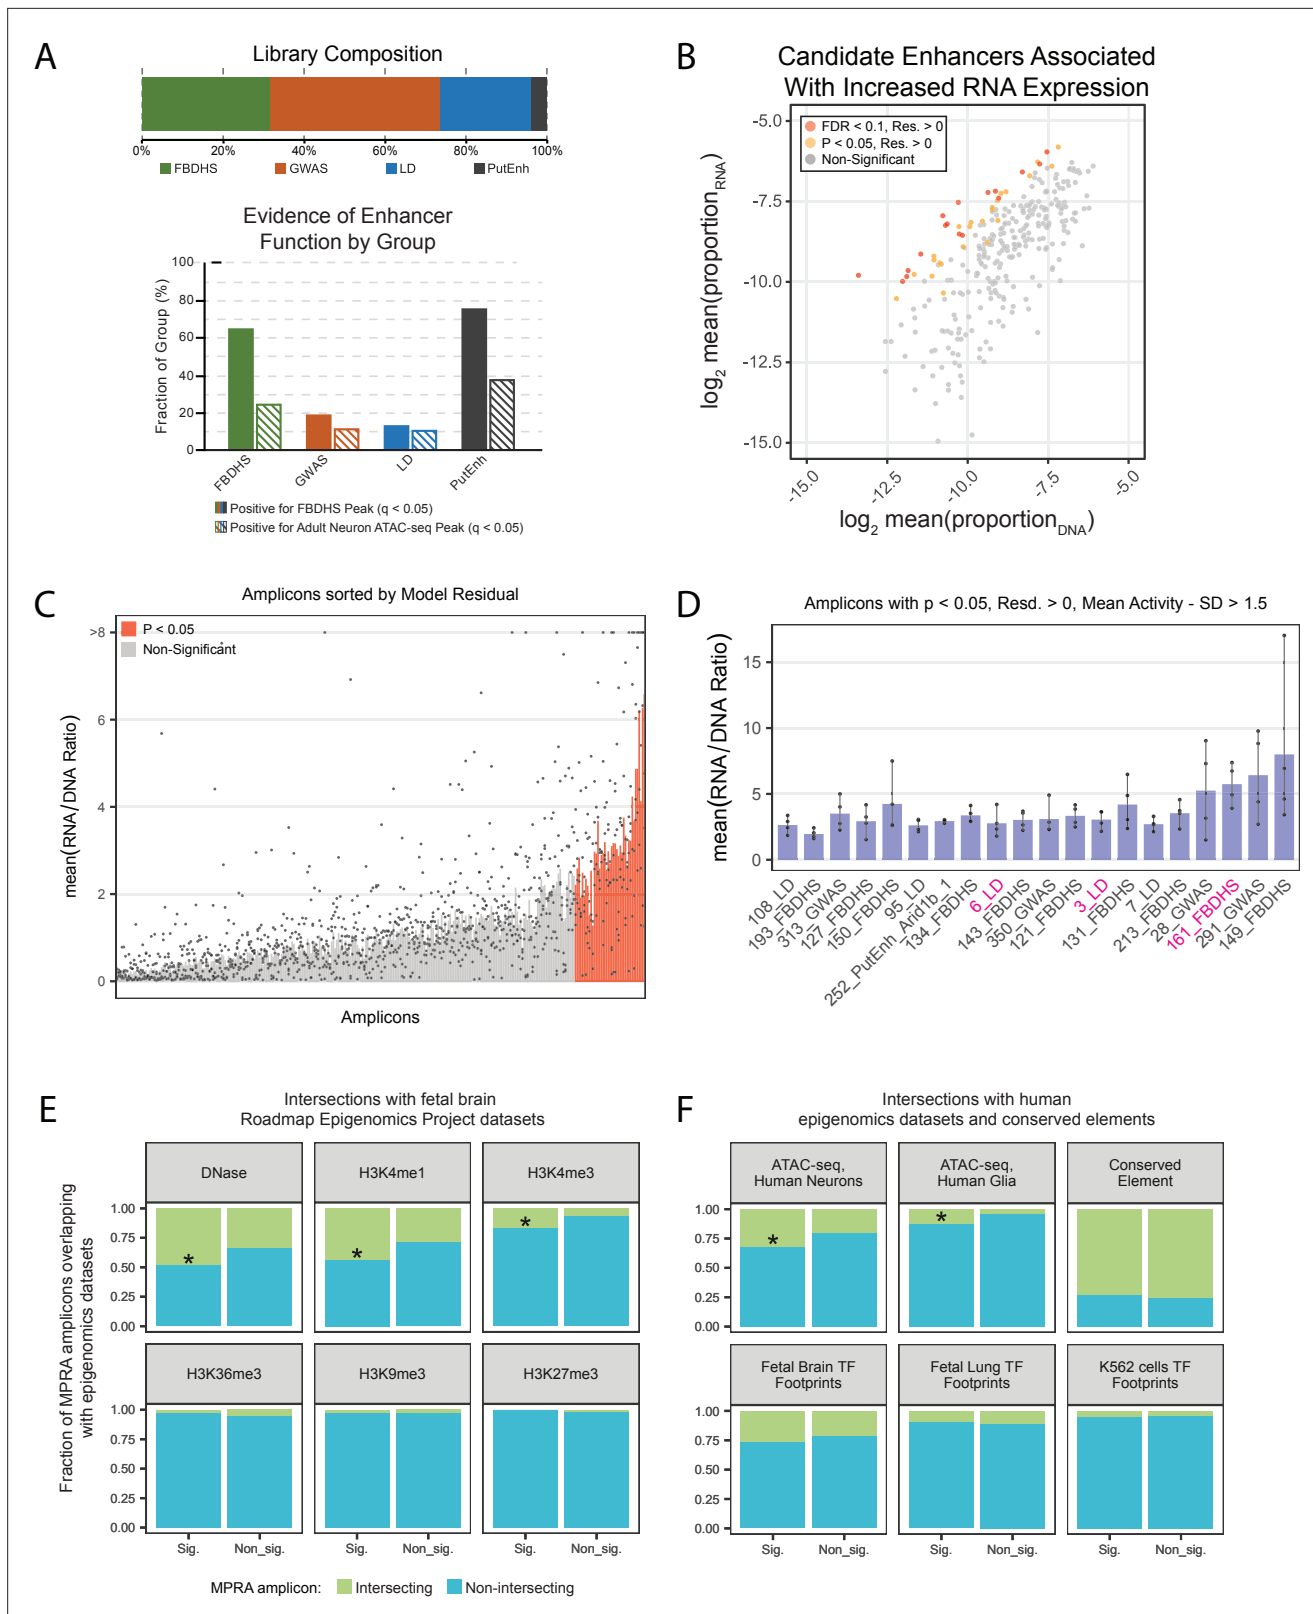 A
Library Composition
0% 20% 40% 60% 80% 100%
FBDHS GWAS LD PutEnh
Evidence of Enhancer
Function by Group
Fraction of Group (%)
100
80
60
40
20
0
FBDHS GWAS LD PutEnh
Positive for FBDHS Peak (q < 0.05)
Positive for Adult Neuron ATAC-seq Peak (q < 0.05)
B
Candidate Enhancers Associated
With Increased RNA Expression
FDR < 0.1, Res. > 0
P < 0.05, Res. > 0
Non-Significant
log2 mean(proportionRNA)
-5.0
-7.5
-10.0
-12.5
-15.0
-15.0 -12.5 -10.0 -7.5 -5.0
log2 mean(proportionDNA)
C
Amplicons sorted by Model Residual
P < 0.05
Non-Significant
mean(RNA/DNA Ratio)
>8
6
4
2
0
Amplicons
D
Amplicons with p < 0.05, Resd. > 0, Mean Activity - SD > 1.5
mean(RNA/DNA Ratio)
15
10
5
0
108_LD
193_FBDHS
313_GWAS
127_FBDHS
150_FBDHS
95_LD
252_PutEnh_Arid1b_1
134_FBDHS
6_LD
143_FBDHS
350_GWAS
121_FBDHS
3_LD
131_FBDHS
7_LD
213_FBDHS
28_GWAS
161_FBDHS
291_GWAS
149_FBDHS
E
Intersections with fetal brain
Roadmap Epigenomics Project datasets
Fraction of MPRA amplicons overlapping
with epigenomics datasets
DNase H3K4me1 H3K4me3
1.00
0.75
0.50
0.25
0.00
* * *
H3K36me3 H3K9me3 H3K27me3
1.00
0.75
0.50
0.25
0.00
Sig. Non_sig. Sig. Non_sig. Sig. Non_sig.
MPRA amplicon: Intersecting Non-intersecting
F
Intersections with human
epigenomics datasets and conserved elements
ATAC-seq,
Human Neurons
ATAC-seq,
Human Glia
Conserved
Element
1.00
0.75
0.50
0.25
0.00
* *
Fetal Brain TF
Footprints
Fetal Lung TF
Footprints
K562 cells TF
Footprints
1.00
0.75
0.50
0.25
0.00
Sig. Non_sig. Sig. Non_sig. Sig. Non_sig.